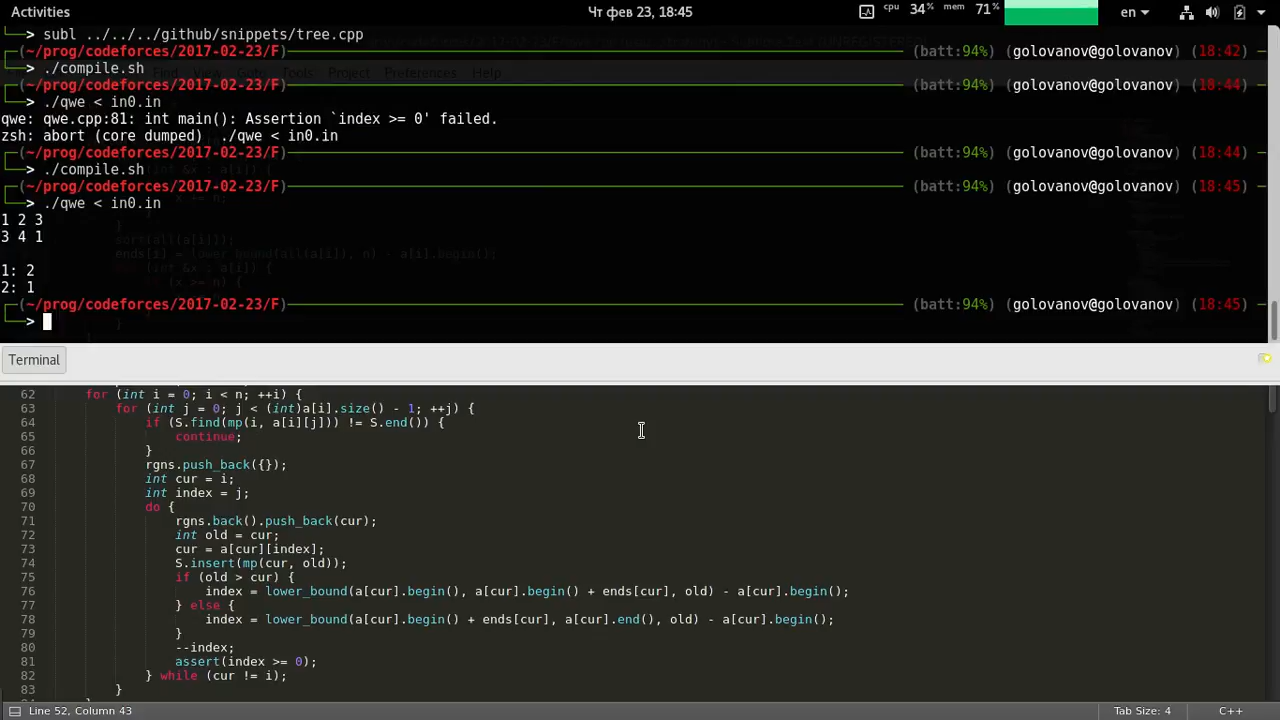 Activities
Чт фев 23, 18:45
cpu 34% mem 71%
en
└──> subl ../../../github/snippets/tree.cpp
┌─(~/prog/codeforces/2017-02-23/F)
(batt:94%) (golovanov@golovanov) (18:42)
└──> ./compile.sh
┌─(~/prog/codeforces/2017-02-23/F)
(batt:94%) (golovanov@golovanov) (18:44)
└──> ./qwe < in0.in
qwe: qwe.cpp:81: int main(): Assertion `index >= 0' failed.
zsh: abort (core dumped)  ./qwe < in0.in
┌─(~/prog/codeforces/2017-02-23/F)
(batt:94%) (golovanov@golovanov) (18:44)
└──> ./compile.sh
┌─(~/prog/codeforces/2017-02-23/F)
(batt:94%) (golovanov@golovanov) (18:45)
└──> ./qwe < in0.in
1 2 3
3 4 1
1: 2
2: 1
┌─(~/prog/codeforces/2017-02-23/F)
(batt:94%) (golovanov@golovanov) (18:45)
└──>
Find
Tools Project Preferences Help
Terminal
62 for (int i = 0; i < n; ++i) {
63 for (int j = 0; j < (int)a[i].size() - 1; ++j) {
64 if (S.find(mp(i, a[i][j])) != S.end()) {
65 continue;
66 }
67 rgns.push_back({});
68 int cur = i;
69 int index = j;
70 do {
71 rgns.back().push_back(cur);
72 int old = cur;
73 cur = a[cur][index];
74 S.insert(mp(cur, old));
75 if (old > cur) {
76 index = lower_bound(a[cur].begin(), a[cur].begin() + ends[cur], old) - a[cur].begin();
77 } else {
78 index = lower_bound(a[cur].begin() + ends[cur], a[cur].end(), old) - a[cur].begin();
79 }
80 --index;
81 assert(index >= 0);
82 } while (cur != i);
83 }
Line 52, Column 43
Tab Size: 4
C++